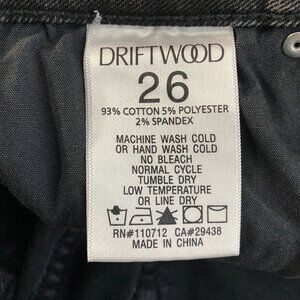 DRIFTWOOD
26
93% COTTON 5% POLYESTER
2% SPANDEX
MACHINE WASH COLD
OR HAND WASH COLD
NO BLEACH
NORMAL CYCLE
TUMBLE DRY
LOW TEMPERATURE
OR LINE DRY
RN#110712 CA#29438
MADE IN CHINA